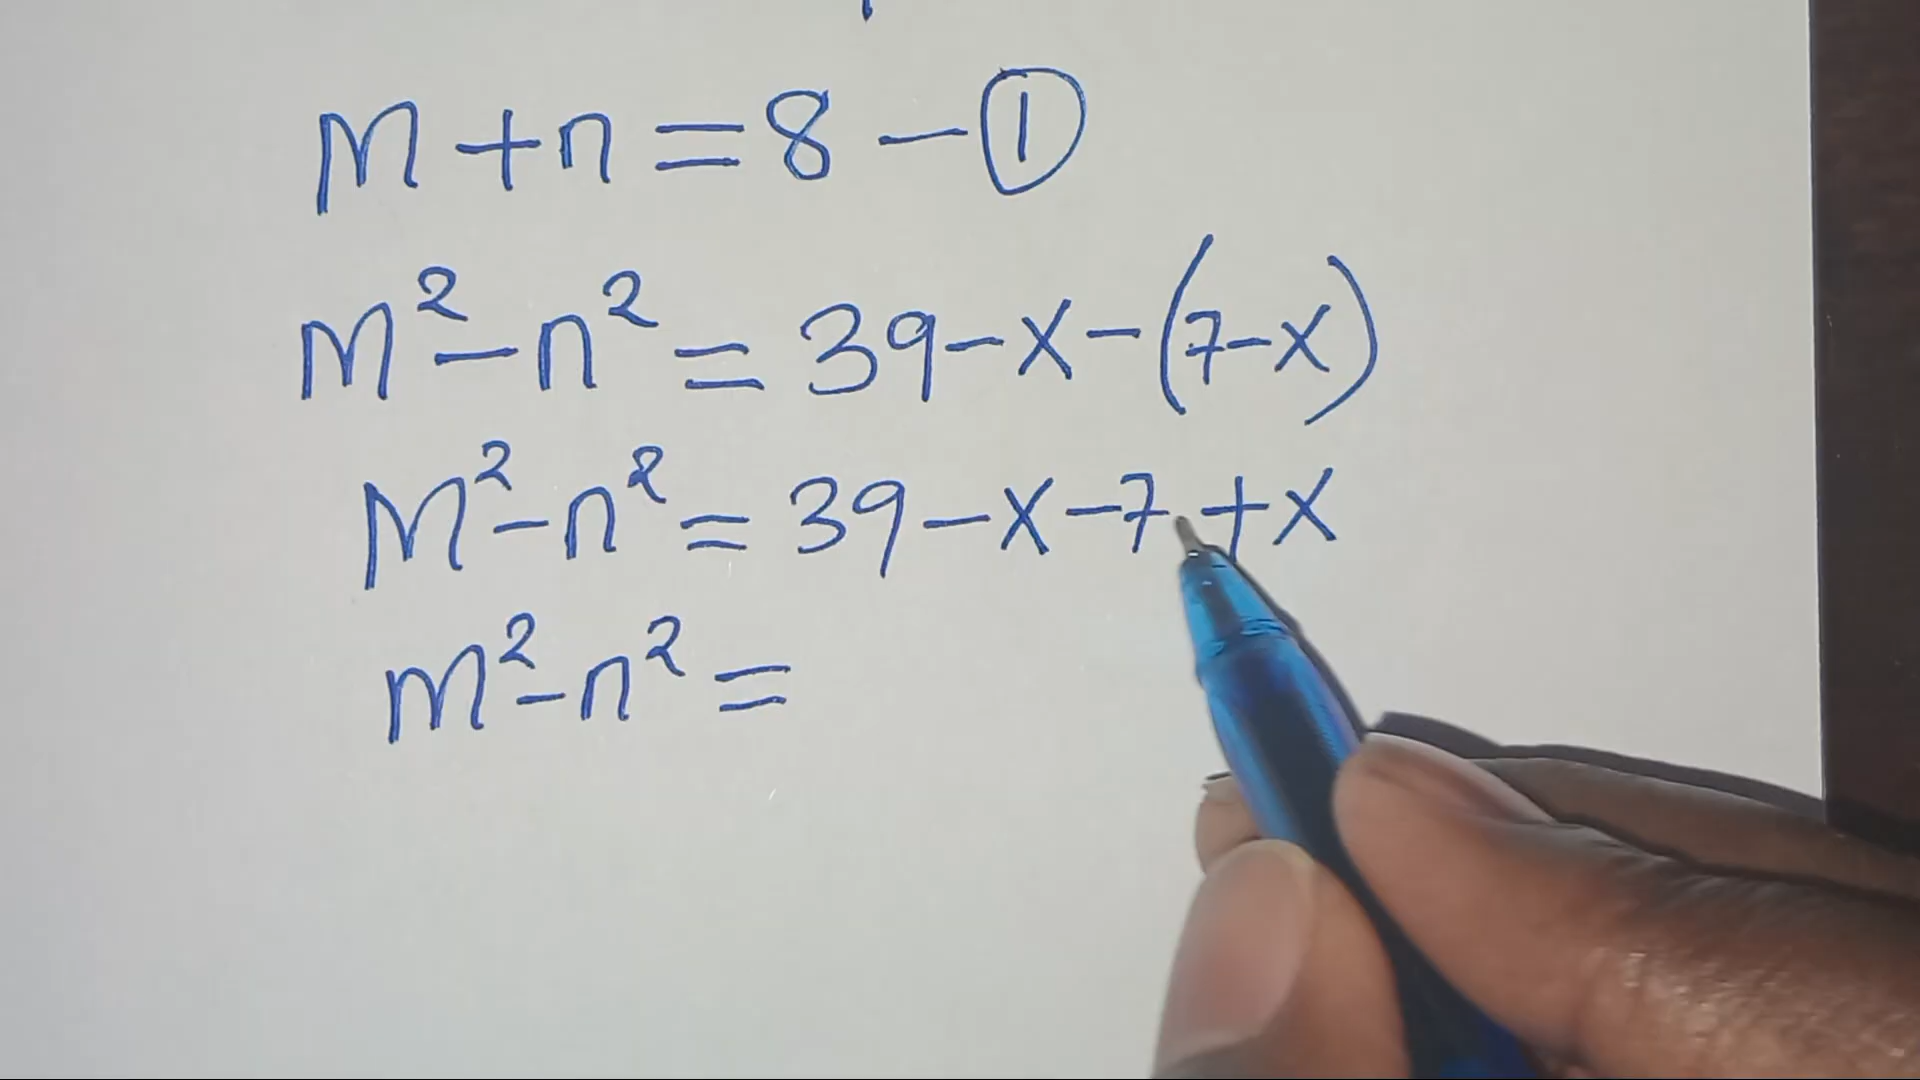 m + n = 8 — ①
m² - n² = 39 - x - (7 - x)
m² - n² = 39 - x - 7 + x
m² - n² =